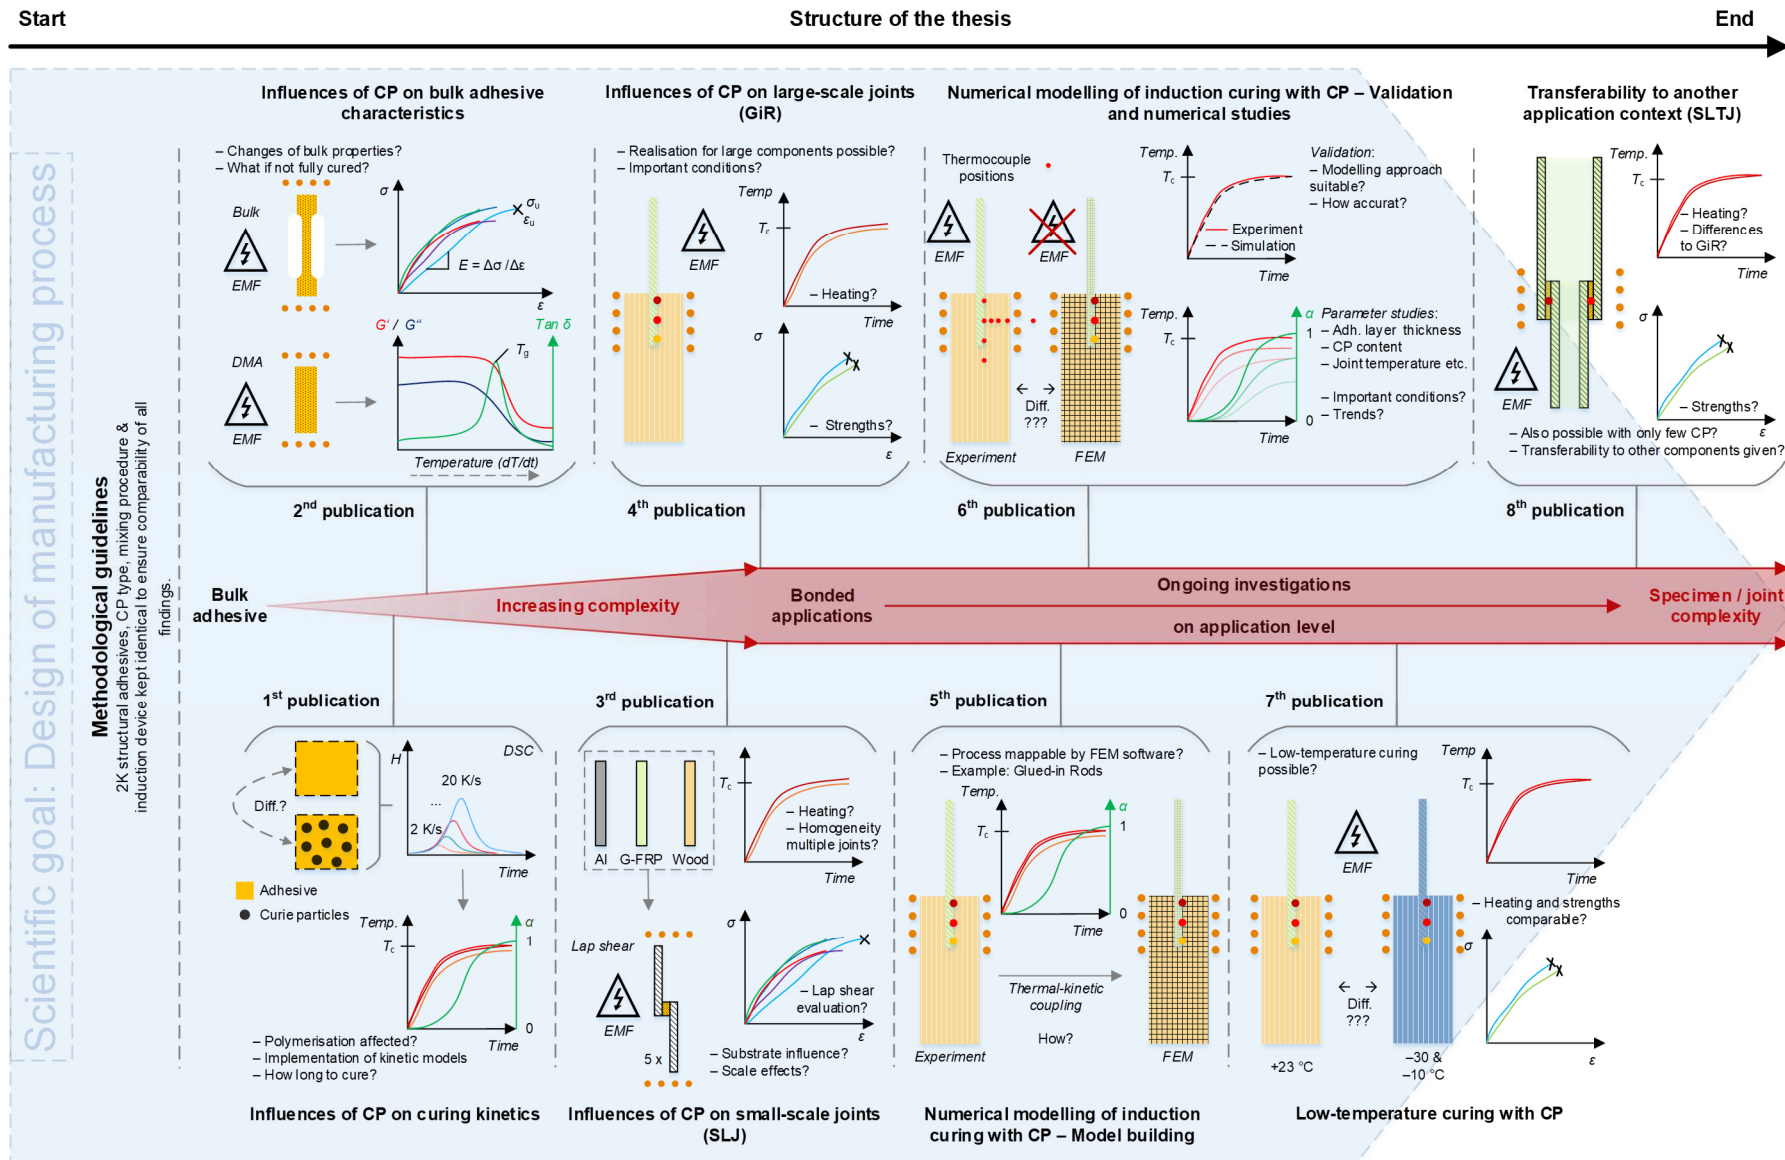 Start
Structure of the thesis
End
Scientific goal: Design of manufacturing process
Methodological guidelines
2K structural adhesives, CP type, mixing procedure &
induction device kept identical to ensure comparability of all
findings.
Influences of CP on bulk adhesive
characteristics
– Changes of bulk properties?
– What if not fully cured?
Bulk
EMF
σ
σu
εu
E = Δσ/Δε
ε
DMA
EMF
G' / G''
Tan δ
Tg
Temperature (dT/dt)
2nd publication
Influences of CP on large-scale joints
(GiR)
– Realisation for large components possible?
– Important conditions?
EMF
Temp
Tc
– Heating?
Time
σ
– Strengths?
ε
4th publication
Numerical modelling of induction curing with CP – Validation
and numerical studies
Thermocouple
positions
EMF
EMF
Diff.
???
Experiment
FEM
Temp.
Tc
Experiment
Simulation
Time
Validation:
– Modelling approach
suitable?
– How accurat?
Temp.
Tc
α
1
0
Time
Parameter studies:
– Adh. layer thickness
– CP content
– Joint temperature etc.
– Important conditions?
– Trends?
6th publication
Transferability to another
application context (SLTJ)
EMF
Temp.
Tc
– Heating?
– Differences
to GiR?
Time
σ
– Strengths?
ε
– Also possible with only few CP?
– Transferability to other components given?
8th publication
Bulk
adhesive
Increasing complexity
Bonded
applications
Ongoing investigations
on application level
Specimen / joint
complexity
1st publication
Diff.?
H
DSC
20 K/s
...
2 K/s
Time
Adhesive
Curie particles
Temp.
Tc
α
1
0
Time
– Polymerisation affected?
– Implementation of kinetic models
– How long to cure?
Influences of CP on curing kinetics
3rd publication
Al
G-FRP
Wood
Tc
– Heating?
– Homogeneity
multiple joints?
Time
Lap shear
EMF
5 x
σ
– Lap shear
evaluation?
ε
– Substrate influence?
– Scale effects?
Influences of CP on small-scale joints
(SLJ)
5th publication
– Process mappable by FEM software?
– Example: Glued-in Rods
Temp.
Tc
α
1
0
Time
Thermal-kinetic
coupling
How?
Experiment
FEM
Numerical modelling of induction
curing with CP – Model building
7th publication
– Low-temperature curing
possible?
EMF
Temp
Tc
Time
– Heating and strengths
comparable?
σ
ε
Diff.
???
+23 °C
–30 &
–10 °C
Low-temperature curing with CP